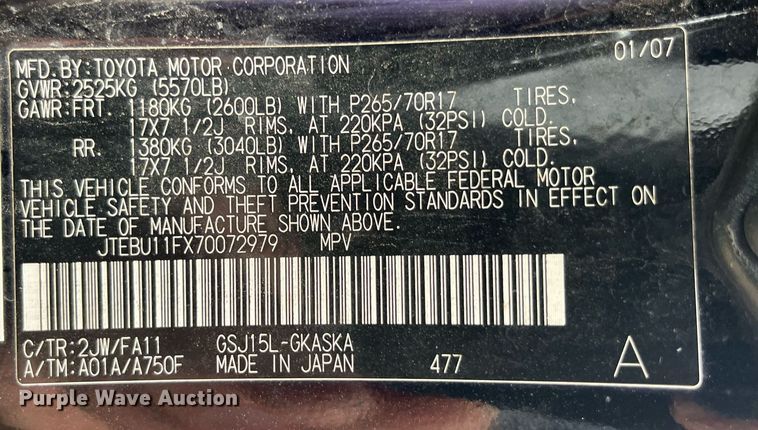 MFD.BY:TOYOTA MOTOR CORPORATION 01/07
GVWR:2525KG (5570LB)
GAWR:FRT. 1180KG (2600LB) WITH P265/70R17 TIRES,
17X7 1/2J RIMS, AT 220KPA (32PSI) COLD.
RR. 1380KG (3040LB) WITH P265/70R17 TIRES,
17X7 1/2J RIMS, AT 220KPA (32PSI) COLD.
THIS VEHICLE CONFORMS TO ALL APPLICABLE FEDERAL MOTOR
VEHICLE SAFETY AND THEFT PREVENTION STANDARDS IN EFFECT ON
THE DATE OF MANUFACTURE SHOWN ABOVE.
JTEBU11FX70072979 MPV
C/TR:2JW/FA11 GSJ15L-GKASKA
A/TM:A01A/A750F MADE IN JAPAN 477 A
Purple Wave Auction